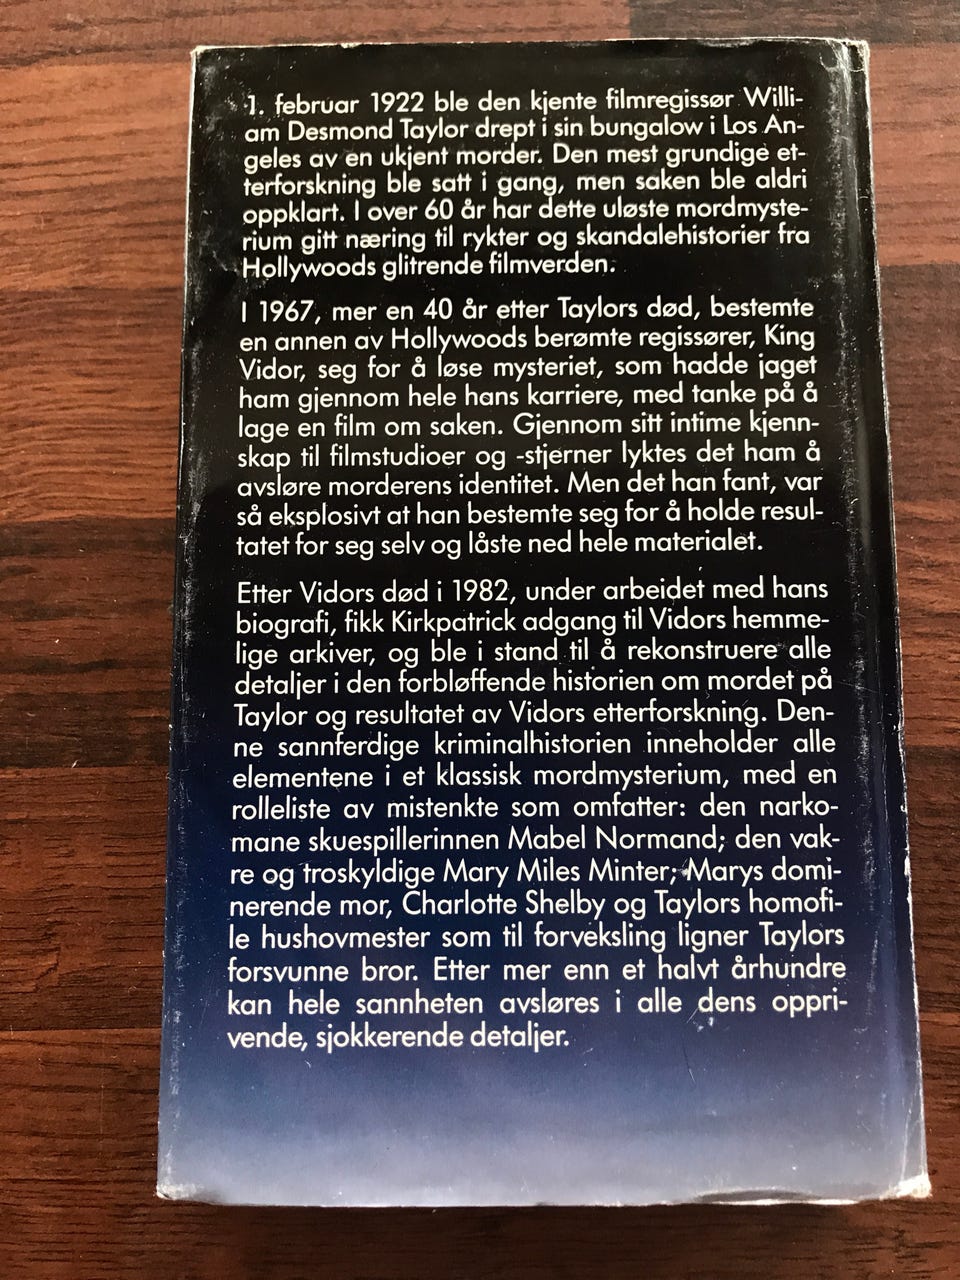 1. februar 1922 ble den kjente filmregissør Willi-
am Desmond Taylor drept i sin bungalow i Los An-
geles av en ukjent morder. Den mest grundige et-
terforskning ble satt i gang, men saken ble aldri
oppklart. I over 60 år har dette uløste mordmyste-
rium gitt næring til rykter og skandalehistorier fra
Hollywoods glitrende filmverden.
I 1967, mer en 40 år etter Taylors død, bestemte
en annen av Hollywoods berømte regissører, King
Vidor, seg for å løse mysteriet, som hadde jaget
ham gjennom hele hans karriere, med tanke på å
lage en film om saken. Gjennom sitt intime kjenn-
skap til filmstudioer og -stjerner lyktes det ham å
avsløre morderens identitet. Men det han fant, var
så eksplosivt at han bestemte seg for å holde resul-
tatet for seg selv og låste ned hele materialet.
Etter Vidors død i 1982, under arbeidet med hans
biografi, fikk Kirkpatrick adgang til Vidors hemme-
lige arkiver, og ble i stand til å rekonstruere alle
detaljer i den forbløffende historien om mordet på
Taylor og resultatet av Vidors etterforskning. Den-
ne sannferdige kriminalhistorien inneholder alle
elementene i et klassisk mordmysterium, med en
rolleliste av mistenkte som omfatter: den narko-
mane skuespillerinnen Mabel Normand; den vak-
re og troskyldige Mary Miles Minter; Marys domi-
nerende mor, Charlotte Shelby og Taylors homofi-
le hushovmester som til forveksling ligner Taylors
forsvunne bror. Etter mer enn et halvt århundre
kan hele sannheten avsløres i alle dens oppri-
vende, sjokkerende detaljer.